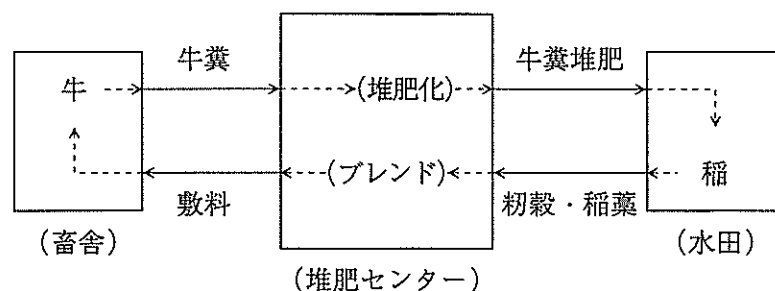 牛糞
牛糞堆肥
牛
(堆肥化)
(ブレンド)
稲
敷料
籾殻・稲藁
(畜舎)
(水田)
(堆肥センター)